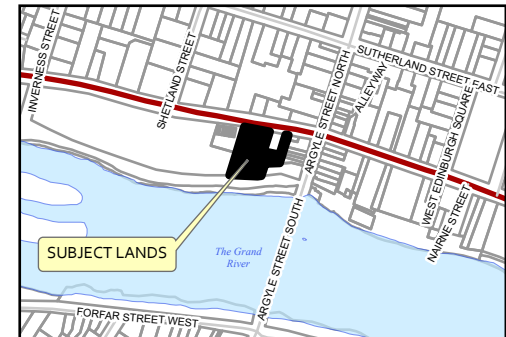 INVERNESS STREET
SHETLAND STREET
SUTHERLAND STREET EAST
ARGYLE STREET NORTH
ALLEYWAY
WEST EDINBURGH SQUARE
NAIRNE STREET
SUBJECT LANDS
The Grand
River
ARGYLE STREET SOUTH
FORFAR STREET WEST